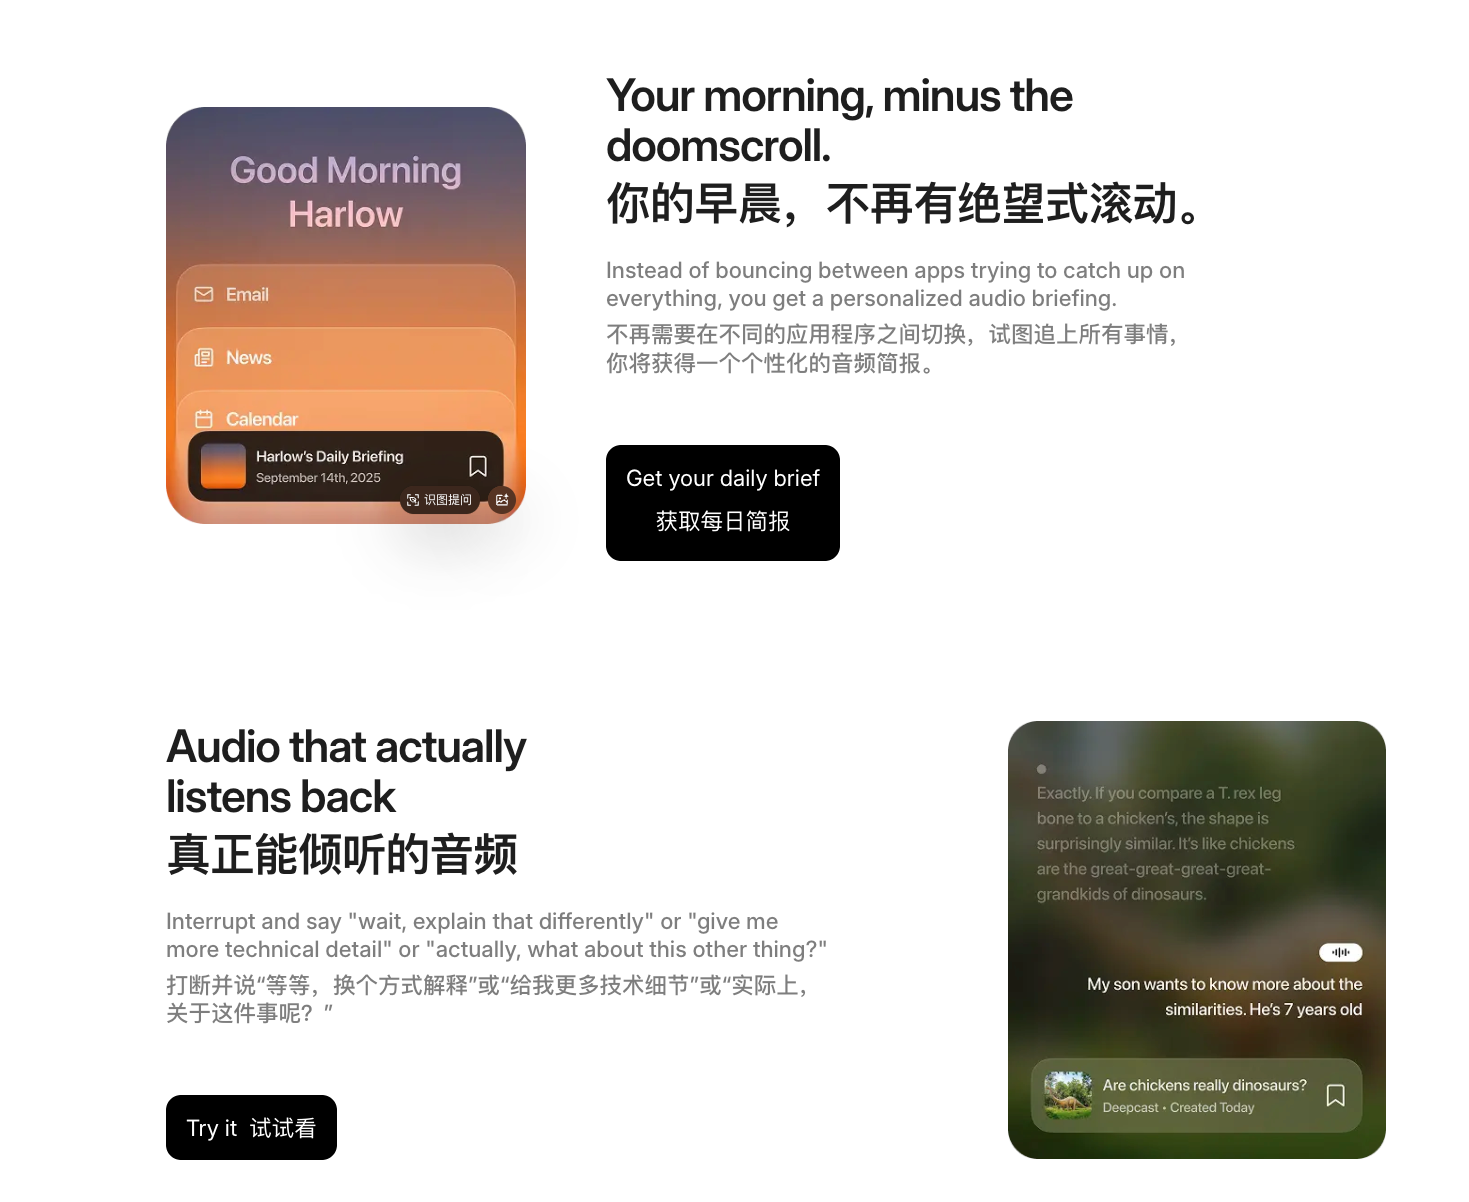 Good Morning
Harlow
Email
News
Calendar
Harlow's Daily Briefing
September 14th, 2025
识图提问
Your morning, minus the
doomscroll.
你的早晨，不再有绝望式滚动。
Instead of bouncing between apps trying to catch up on
everything, you get a personalized audio briefing.
不再需要在不同的应用程序之间切换，试图追上所有事情，
你将获得一个个性化的音频简报。
Get your daily brief
获取每日简报
Audio that actually
listens back
真正能倾听的音频
Interrupt and say "wait, explain that differently" or "give me
more technical detail" or "actually, what about this other thing?"
打断并说“等等，换个方式解释”或“给我更多技术细节”或“实际上，
关于这件事呢？”
Try it 试试看
Exactly. If you compare a T. rex leg
bone to a chicken's, the shape is
surprisingly similar. It's like chickens
are the great-great-great-great-
grandkids of dinosaurs.
My son wants to know more about the
similarities. He's 7 years old
Are chickens really dinosaurs?
Deepcast • Created Today